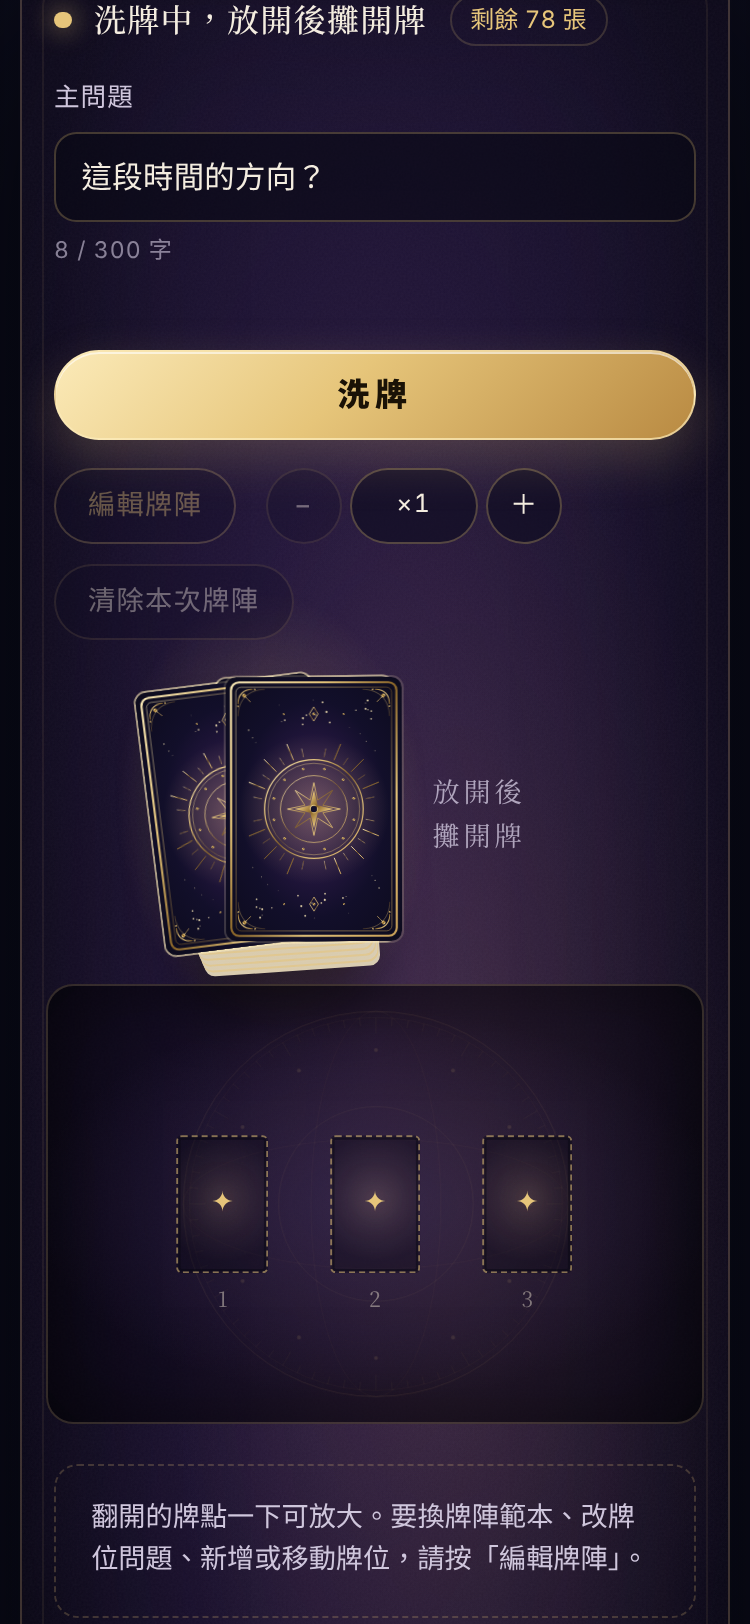 洗牌中，放開後攤開牌
剩餘 78 張
主問題
這段時間的方向？
8 / 300 字
洗牌
編輯牌陣
−
×1
＋
清除本次牌陣
放開後
攤開牌
1
2
3
翻開的牌點一下可放大。要換牌陣範本、改牌
位問題、新增或移動牌位，請按「編輯牌陣」。